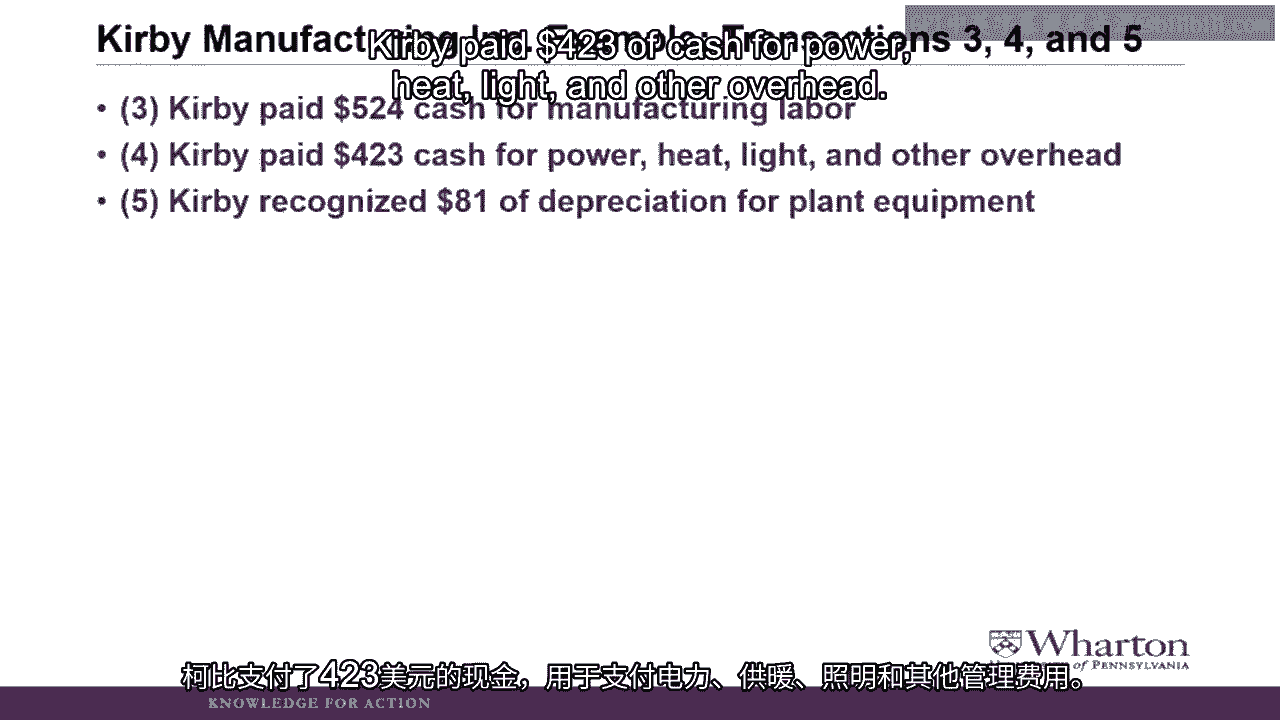 Kirby Manufacturing Inc. Example: Transactions 3, 4, and 5
Kirby paid $423 of cash for power,
heat, light, and other overhead.
• (3) Kirby paid $524 cash for manufacturing labor
• (4) Kirby paid $423 cash for power, heat, light, and other overhead
• (5) Kirby recognized $81 of depreciation for plant equipment
Wharton
of PENNSYLVANIA
柯比支付了423美元的现金，用于支付电力、供暖、照明和其他管理费用。
KNOWLEDGE FOR ACTION